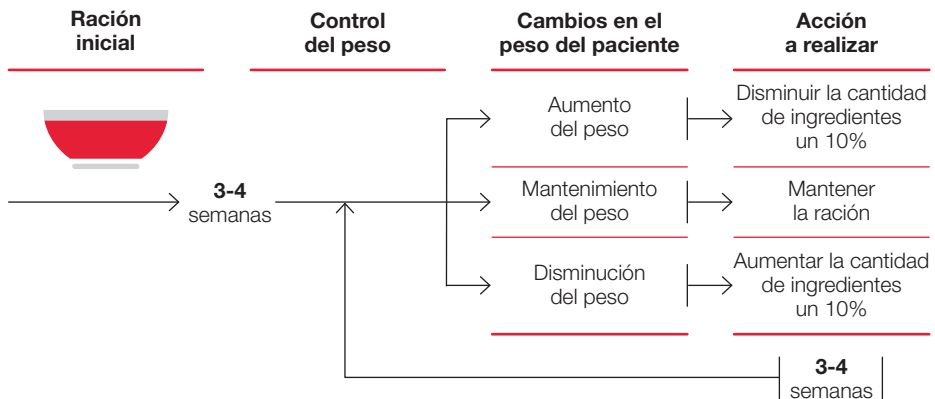 Ración
inicial
Control
del peso
Cambios en el
peso del paciente
Acción
a realizar
3-4
semanas
Aumento
del peso
Disminuir la cantidad
de ingredientes
un 10%
Mantenimiento
del peso
Mantener
la ración
Disminución
del peso
Aumentar la cantidad
de ingredientes
un 10%
3-4
semanas